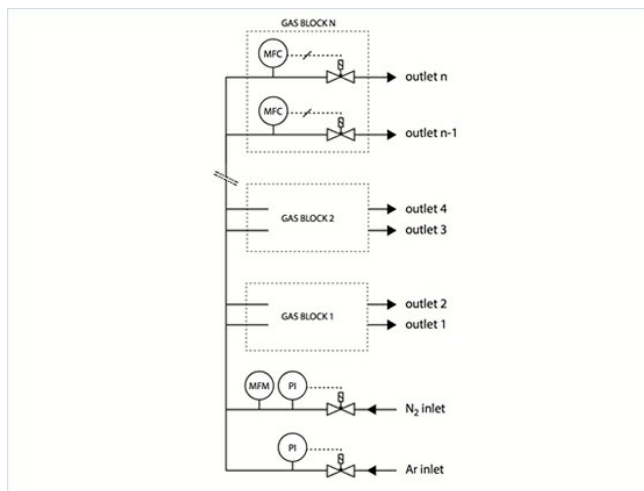 GAS BLOCK N
MFC
outlet n
MFC
outlet n-1
outlet 4
GAS BLOCK 2
outlet 3
outlet 2
GAS BLOCK 1
outlet 1
MFM PI
N₂ inlet
PI
Ar inlet